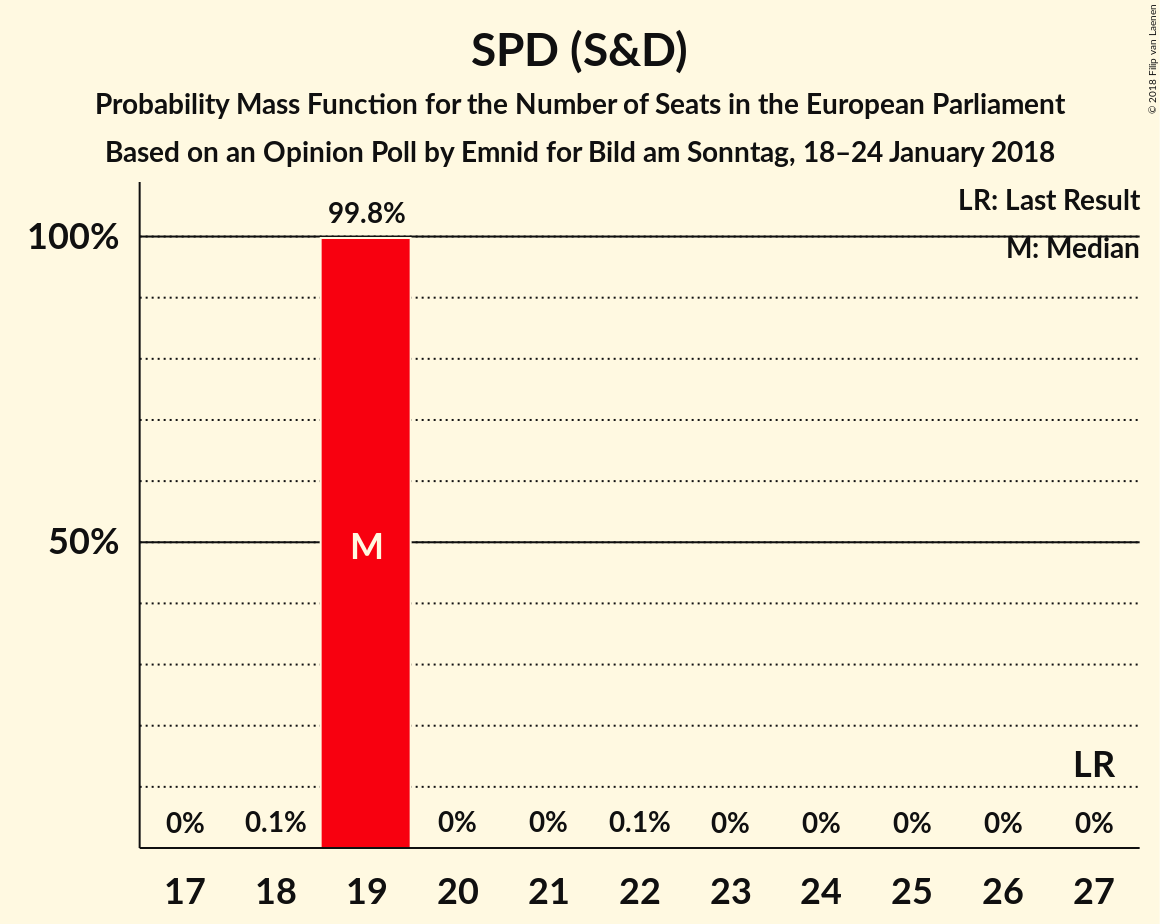 SPD (S&D)
Probability Mass Function for the Number of Seats in the European Parliament
Based on an Opinion Poll by Emnid for Bild am Sonntag, 18–24 January 2018
© 2018 Filip van Laenen
LR: Last Result
M: Median
99.8%
100%
50%
M
LR
0% 0.1% 0% 0% 0.1% 0% 0% 0% 0% 0%
17 18 19 20 21 22 23 24 25 26 27